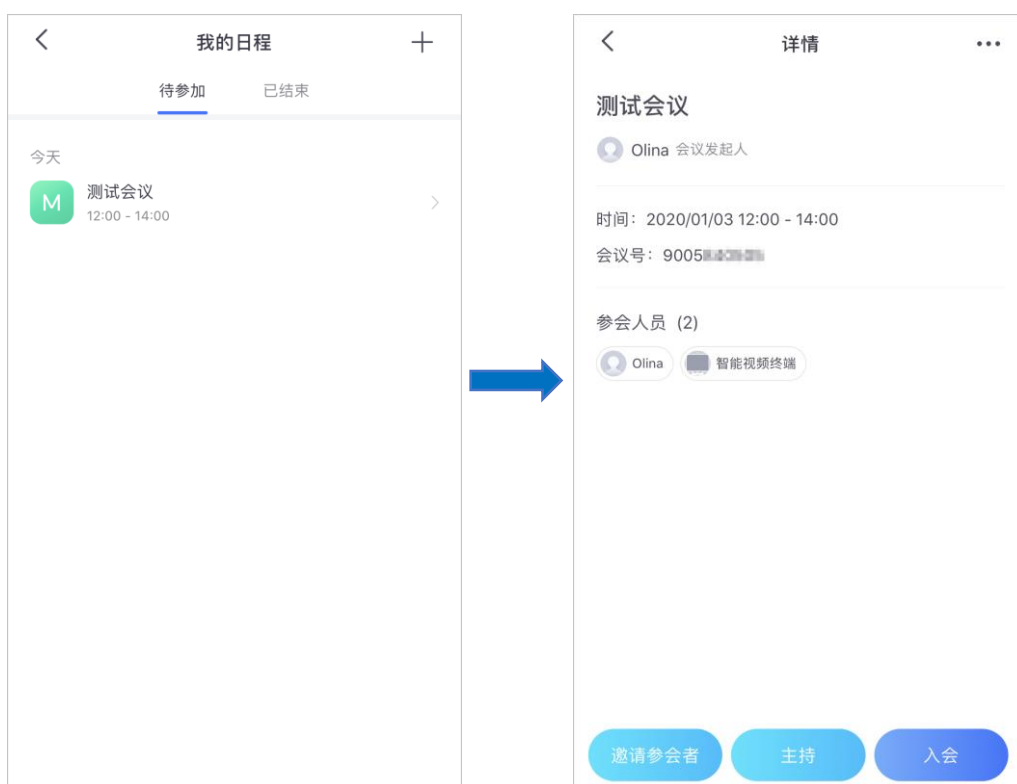 我的日程
待参加 已结束
今天
M
测试会议
12:00 - 14:00
详情
测试会议
Olina 会议发起人
时间：2020/01/03 12:00 - 14:00
会议号：9005
参会人员 (2)
Olina 智能视频终端
邀请参会者 主持 入会